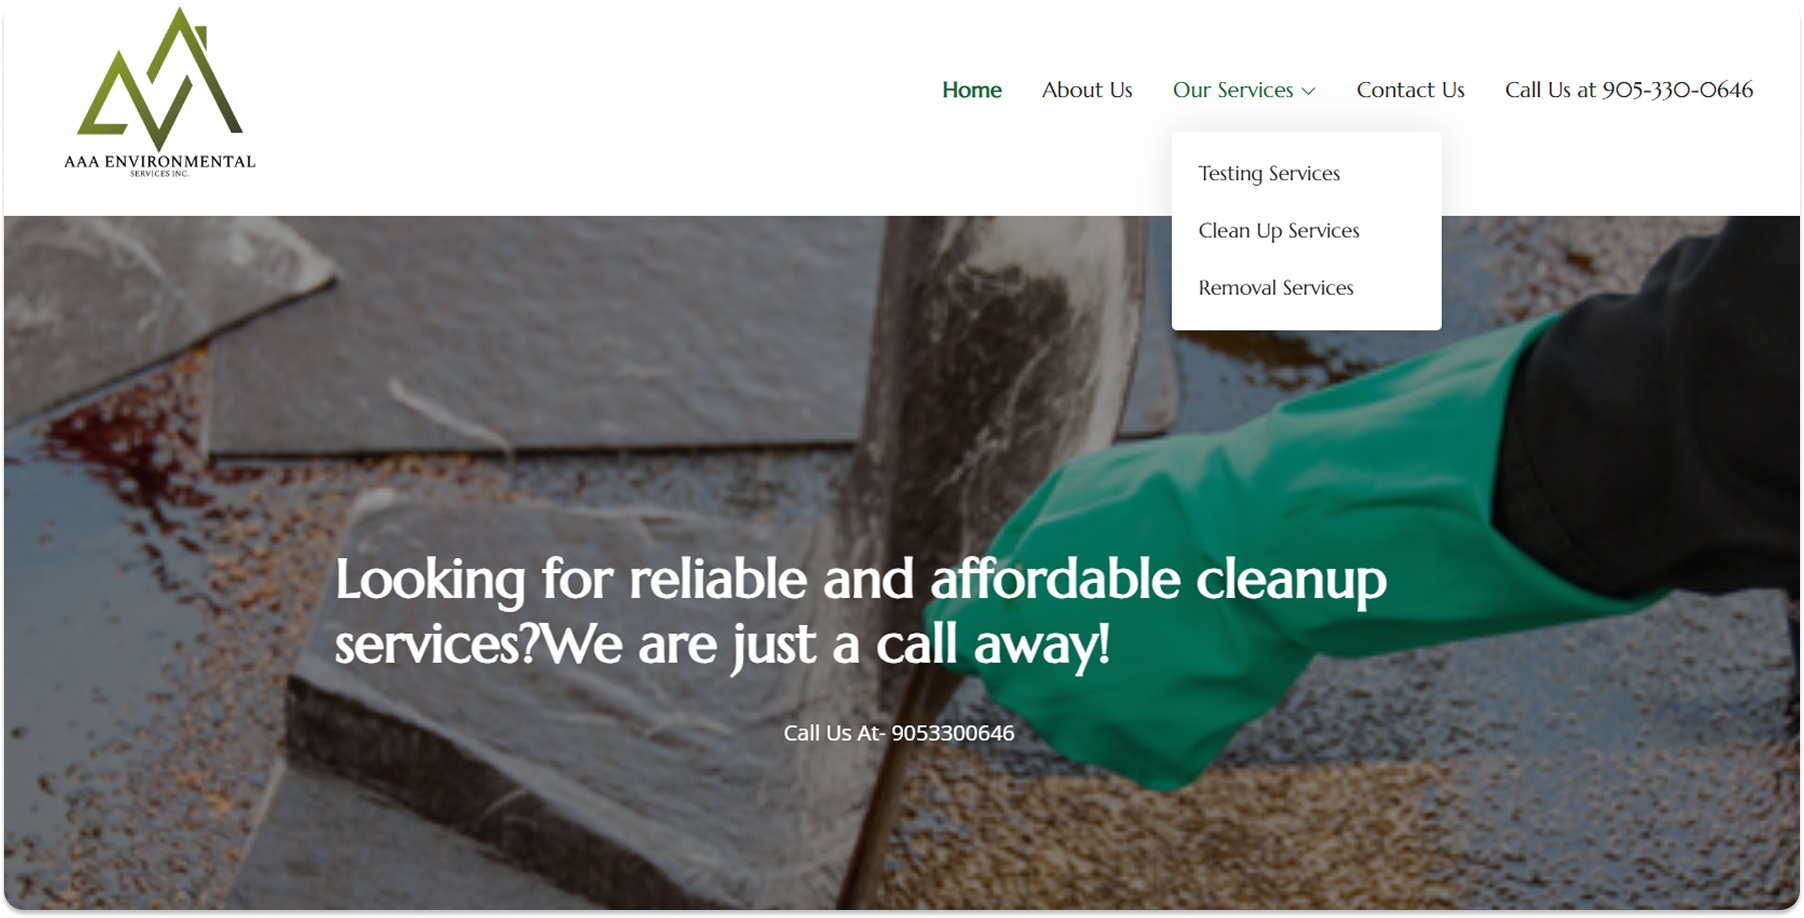 AAA ENVIRONMENTAL
SERVICES INC.
Home About Us Our Services Contact Us Call Us at 905-330-0646
Testing Services
Clean Up Services
Removal Services
Looking for reliable and affordable cleanup
services?We are just a call away!
Call Us At- 9053300646